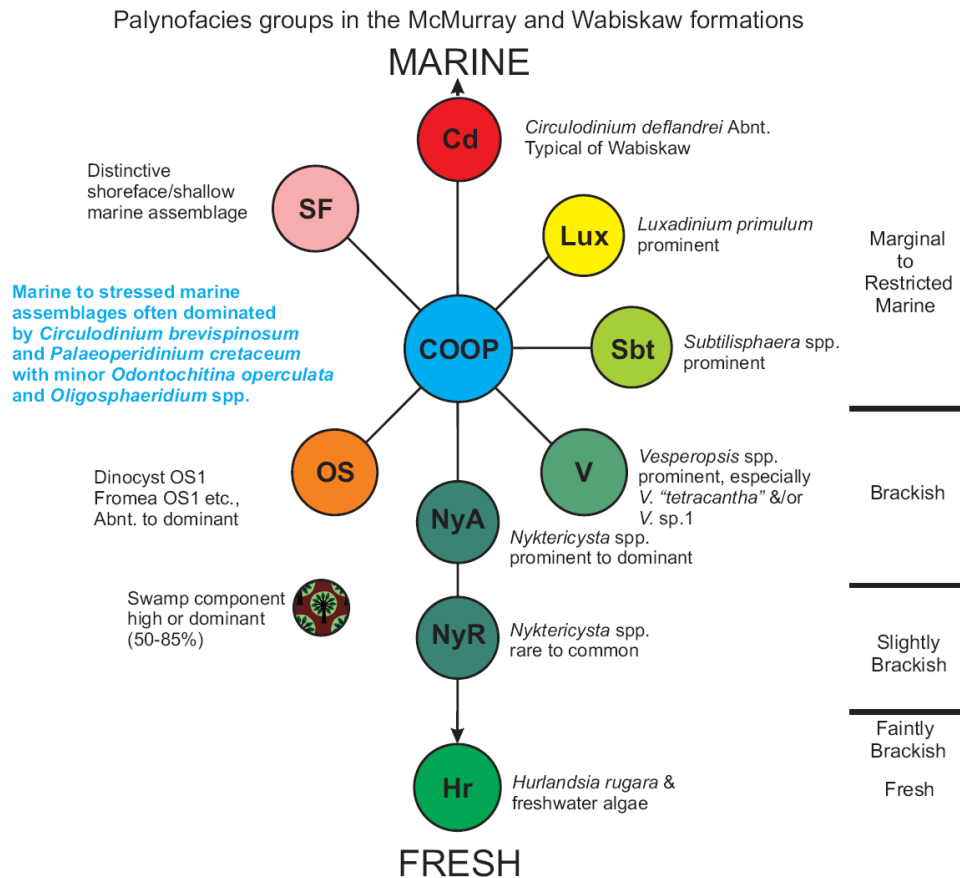 Palynofacies groups in the McMurray and Wabiskaw formations
MARINE
Cd
Circulodinium deflandrei Abnt.
Typical of Wabiskaw
Distinctive
shoreface/shallow
marine assemblage
SF
Lux
Luxadinium primulum
prominent
Marginal
to
Restricted
Marine
Marine to stressed marine
assemblages often dominated
by Circulodinium brevispinosum
and Palaeoperidinium cretaceum
with minor Odontochitina operculata
and Oligosphaeridium spp.
COOP
Sbt
Subtilisphaera spp.
prominent
Dinocyst OS1
Fromea OS1 etc.,
Abnt. to dominant
OS
V
Vesperopsis spp.
prominent, especially
V. “tetracantha” &/or
V. sp.1
Brackish
NyA
Nyktericysta spp.
prominent to dominant
Swamp component
high or dominant
(50-85%)
NyR
Nyktericysta spp.
rare to common
Slightly
Brackish
Faintly
Brackish
Fresh
Hr
Hurlandsia rugara &
freshwater algae
FRESH